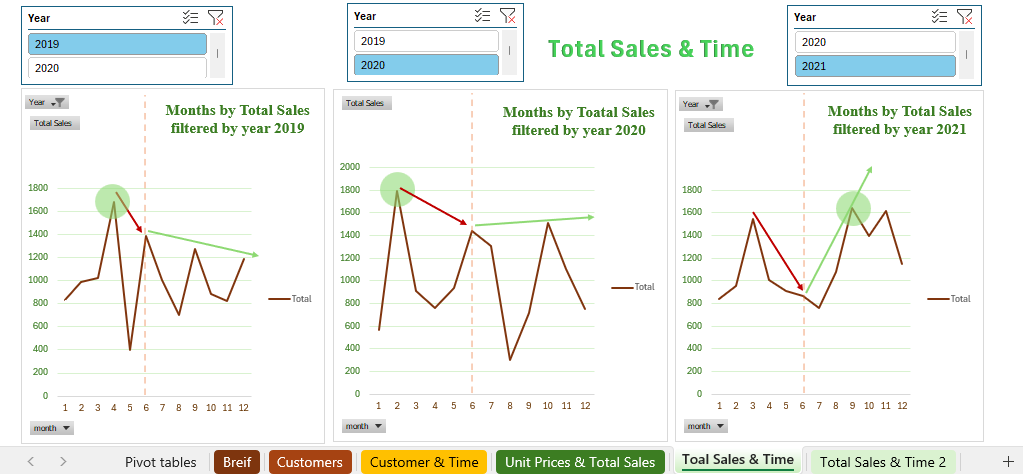 Year
2019
2020
Year
2019
2020
Total Sales & Time
Year
2020
2021
Year
Total Sales
Months by Tootal Sales
filtered by year 2019
1800
1600
1400
1200
1000
800
600
400
200
0
1 2 3 4 5 6 7 8 9 10 11 12
Total
month
Total Sales
Months by Toatal Sales
filtered by year 2020
2000
1800
1600
1400
1200
1000
800
600
400
200
0
1 2 3 4 5 6 7 8 9 10 11 12
Total
month
Year
Total Sales
Months by Total Sales
filtered by year 2021
1800
1600
1400
1200
1000
800
600
400
200
0
1 2 3 4 5 6 7 8 9 10 11 12
Total
month
Pivot tables Breif Customers Customer & Time Unit Prices & Total Sales Toal Sales & Time Total Sales & Time 2